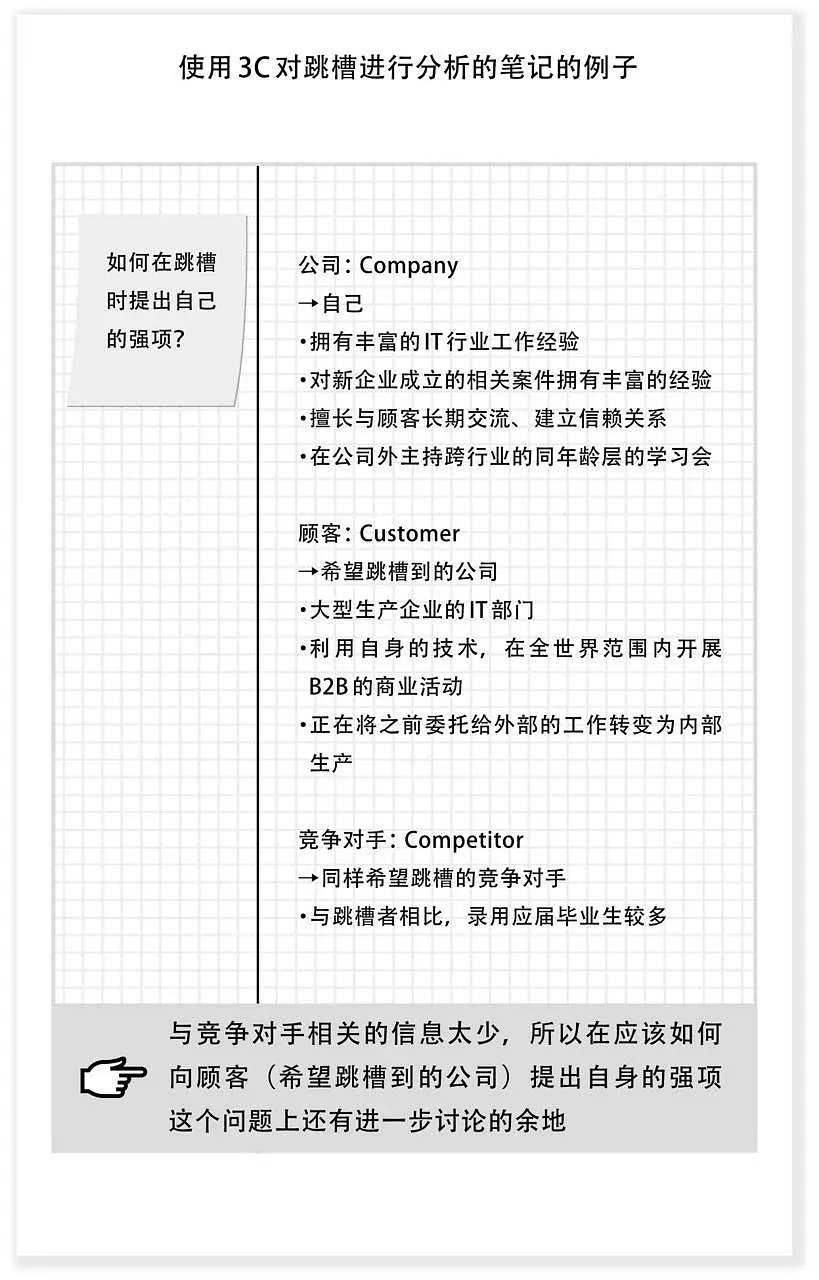 使用3C对跳槽进行分析的笔记的例子
如何在跳槽
时提出自己
的强项？
公司：Company
→自己
·拥有丰富的IT行业工作经验
·对新企业成立的相关案件拥有丰富的经验
·擅长与顾客长期交流、建立信赖关系
·在公司外主持跨行业的同年龄层的学习会
顾客：Customer
→希望跳槽到的公司
·大型生产企业的IT部门
·利用自身的技术，在全世界范围内开展
B2B的商业活动
·正在将之前委托给外部的工作转变为内部
生产
竞争对手：Competitor
→同样希望跳槽的竞争对手
·与跳槽者相比，录用应届毕业生较多
与竞争对手相关的信息太少，所以在应该如何
向顾客（希望跳槽到的公司）提出自身的强项
这个问题上还有进一步讨论的余地